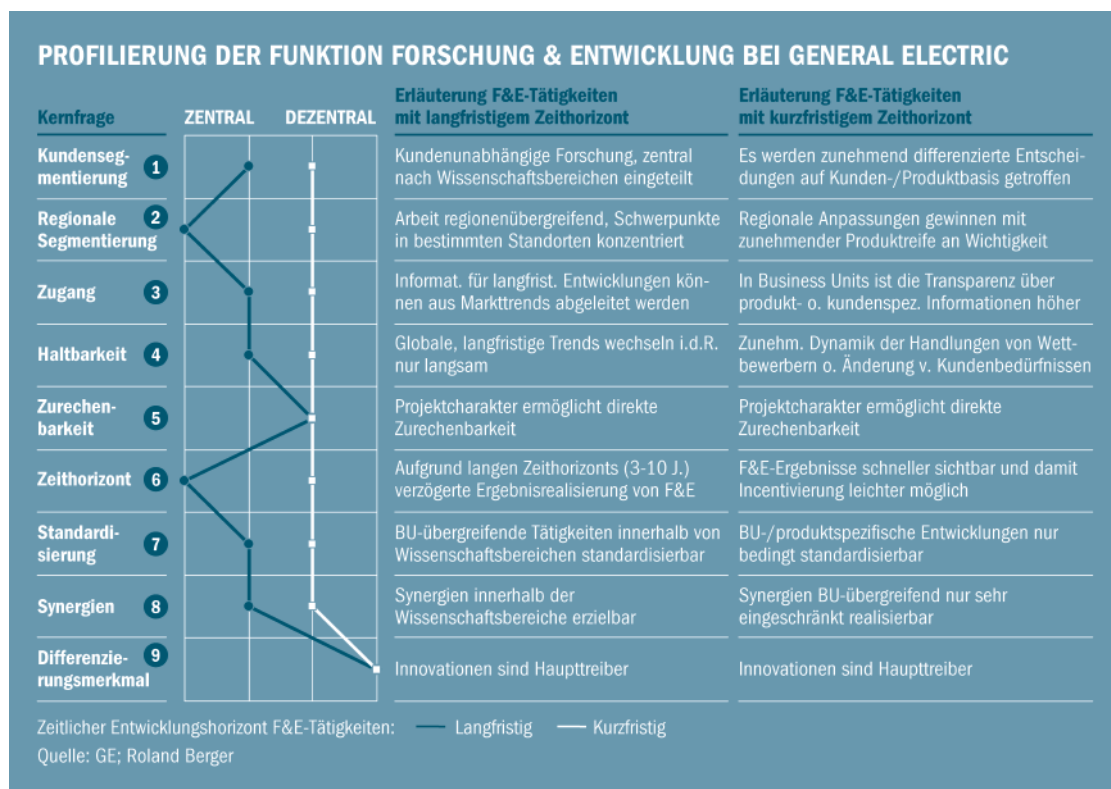 PROFILIERUNG DER FUNKTION FORSCHUNG & ENTWICKLUNG BEI GENERAL ELECTRIC
Kernfrage
ZENTRAL
DEZENTRAL
Erläuterung F&E-Tätigkeiten
mit langfristigem Zeithorizont
Erläuterung F&E-Tätigkeiten
mit kurzfristigem Zeithorizont
Kundenseg-
mentierung
1
Kundenunabhängige Forschung, zentral
nach Wissenschaftsbereichen eingeteilt
Es werden zunehmend differenzierte Entschei-
dungen auf Kunden-/Produktbasis getroffen
Regionale
Segmentierung
2
Arbeit regionenübergreifend, Schwerpunkte
in bestimmten Standorten konzentriert
Regionale Anpassungen gewinnen mit
zunehmender Produktreife an Wichtigkeit
Zugang
3
Informat. für langfrist. Entwicklungen kön-
nen aus Markttrends abgeleitet werden
In Business Units ist die Transparenz über
produkt- o. kundenspez. Informationen höher
Haltbarkeit
4
Globale, langfristige Trends wechseln i.d.R.
nur langsam
Zunehm. Dynamik der Handlungen von Wett-
bewerbern o. Änderung v. Kundenbedürfnissen
Zurechen-
barkeit
5
Projektcharakter ermöglicht direkte
Zurechenbarkeit
Projektcharakter ermöglicht direkte
Zurechenbarkeit
Zeithorizont
6
Aufgrund langen Zeithorizonts (3-10 J.)
verzögerte Ergebnisrealisierung von F&E
F&E-Ergebnisse schneller sichtbar und damit
Incentivierung leichter möglich
Standardi-
sierung
7
BU-übergreifende Tätigkeiten innerhalb von
Wissenschaftsbereichen standardisierbar
BU-/produktspezifische Entwicklungen nur
bedingt standardisierbar
Synergien
8
Synergien innerhalb der
Wissenschaftsbereiche erzielbar
Synergien BU-übergreifend nur sehr
eingeschränkt realisierbar
Differenzie-
rungsmerkmal
9
Innovationen sind Haupttreiber
Innovationen sind Haupttreiber
Zeitlicher Entwicklungshorizont F&E-Tätigkeiten:
Langfristig
Kurzfristig
Quelle: GE; Roland Berger